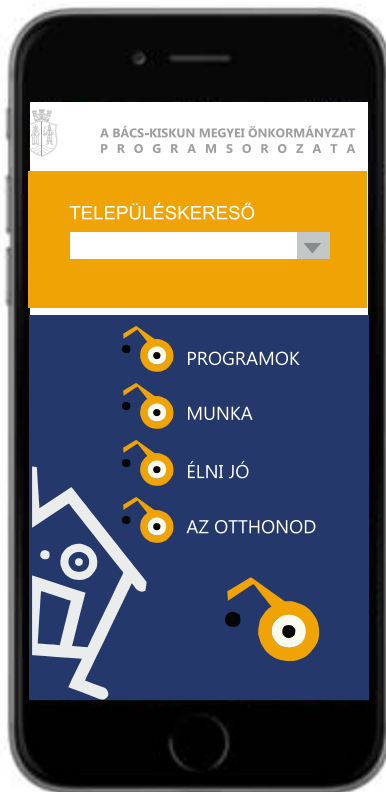 A BÁCS-KISKUN MEGYEI ÖNKORMÁNYZAT
PROGRAMSOROZATA
TELEPÜLÉSKERESŐ
PROGRAMOK
MUNKA
ÉLNI JÓ
AZ OTTHONOD